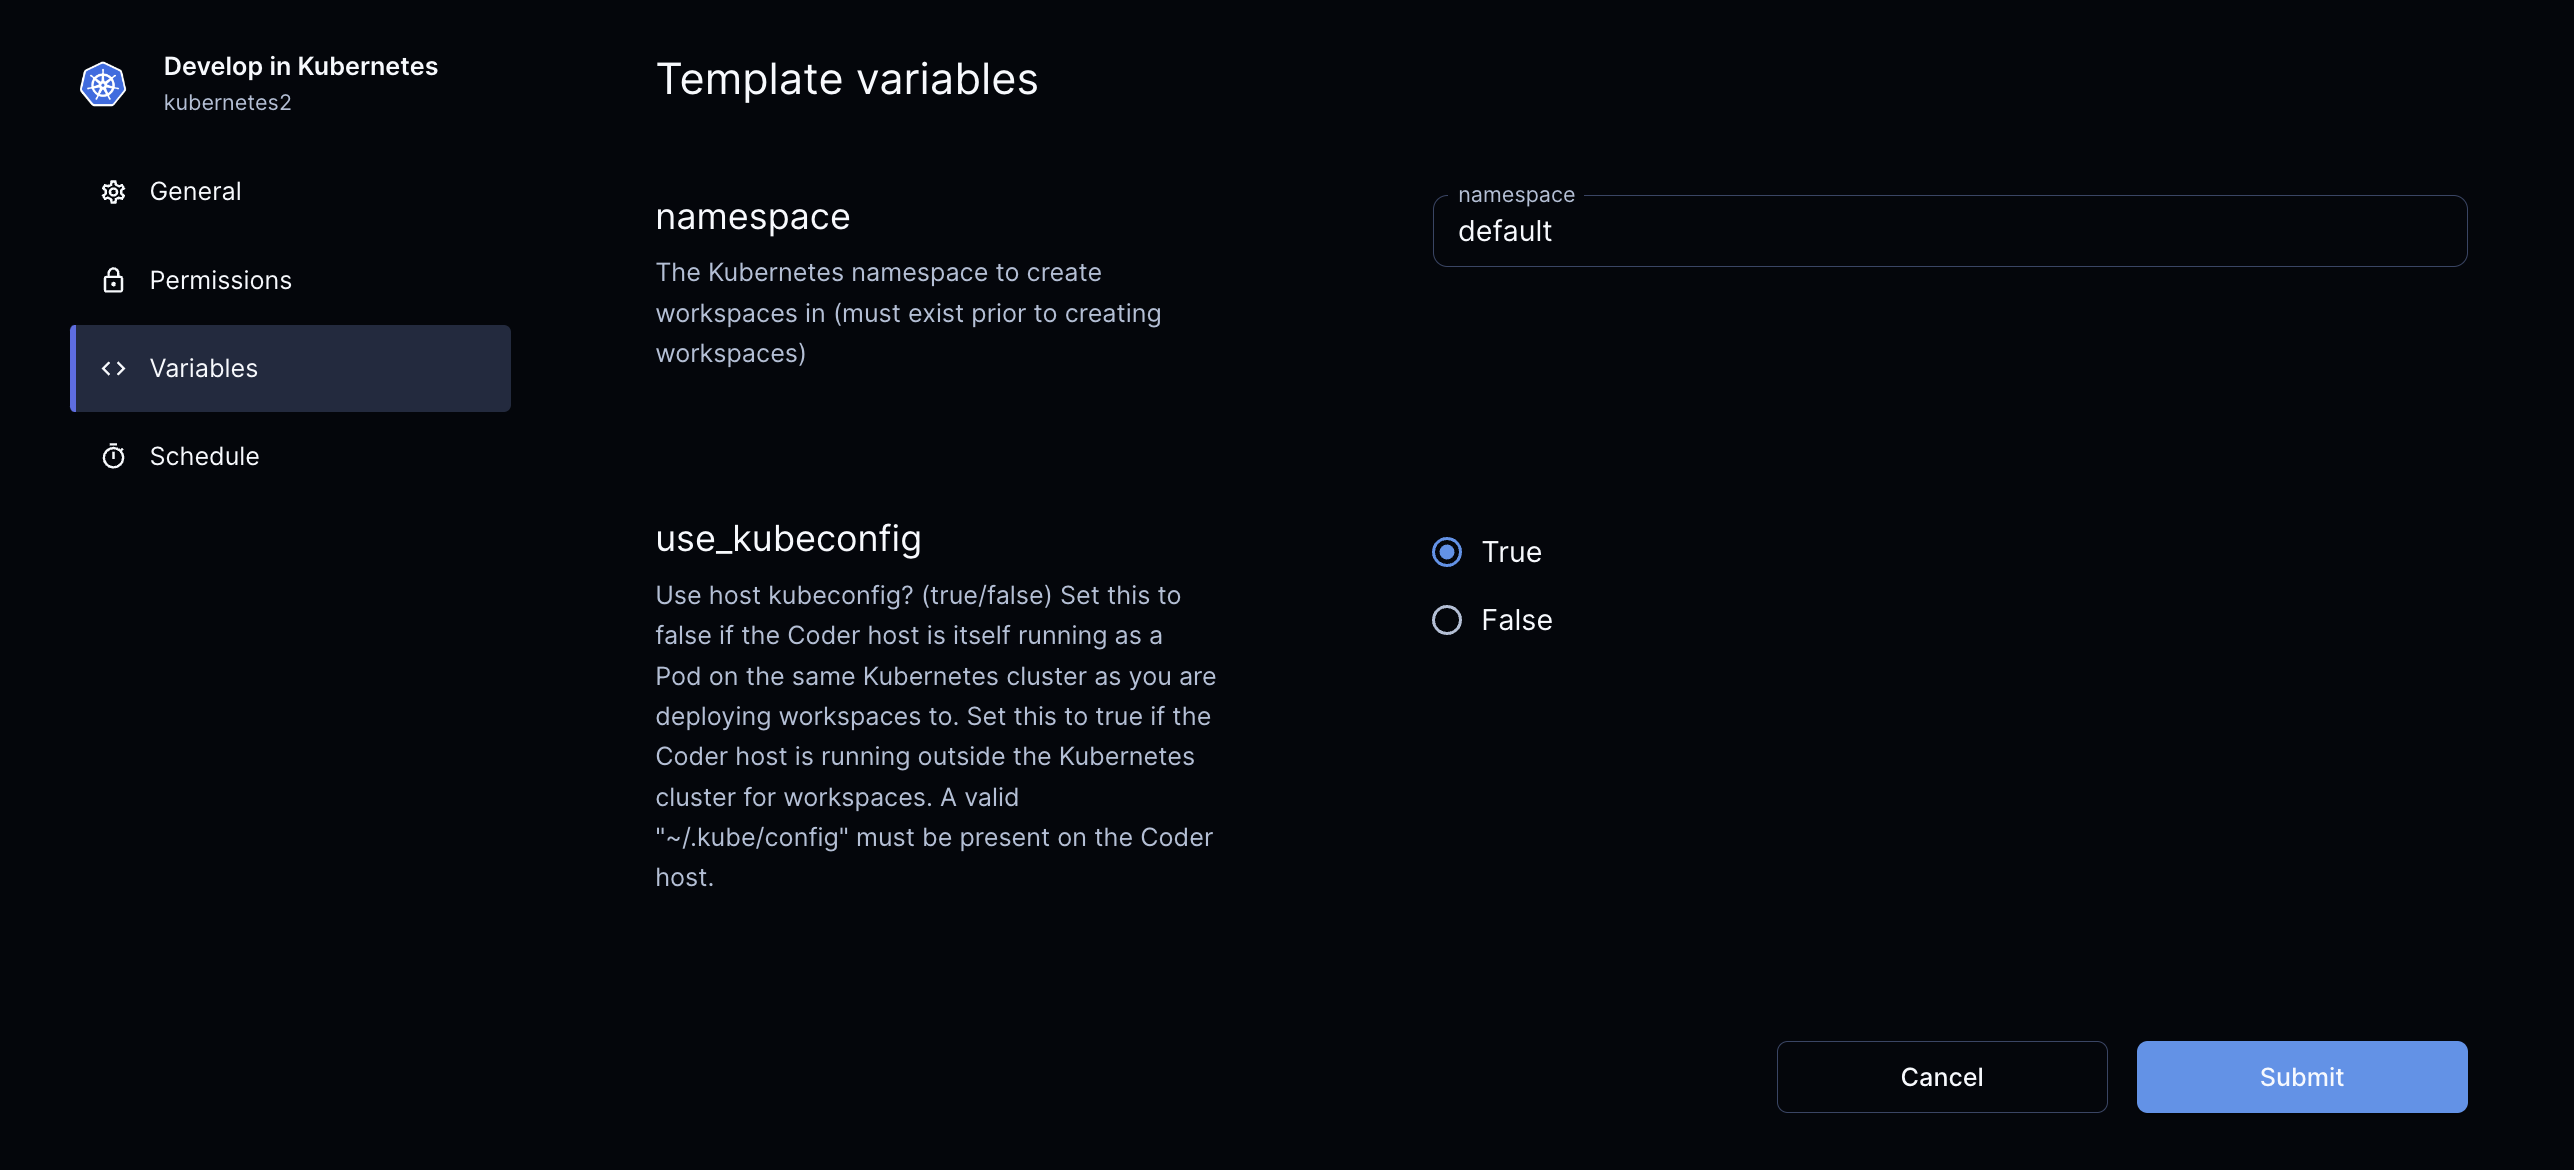 Develop in Kubernetes
kubernetes2
General
Permissions
Variables
Schedule
Template variables
namespace
The Kubernetes namespace to create
workspaces in (must exist prior to creating
workspaces)
namespace
default
use_kubeconfig
Use host kubeconfig? (true/false) Set this to
false if the Coder host is itself running as a
Pod on the same Kubernetes cluster as you are
deploying workspaces to. Set this to true if the
Coder host is running outside the Kubernetes
cluster for workspaces. A valid
"~/.kube/config" must be present on the Coder
host.
True
False
Cancel
Submit